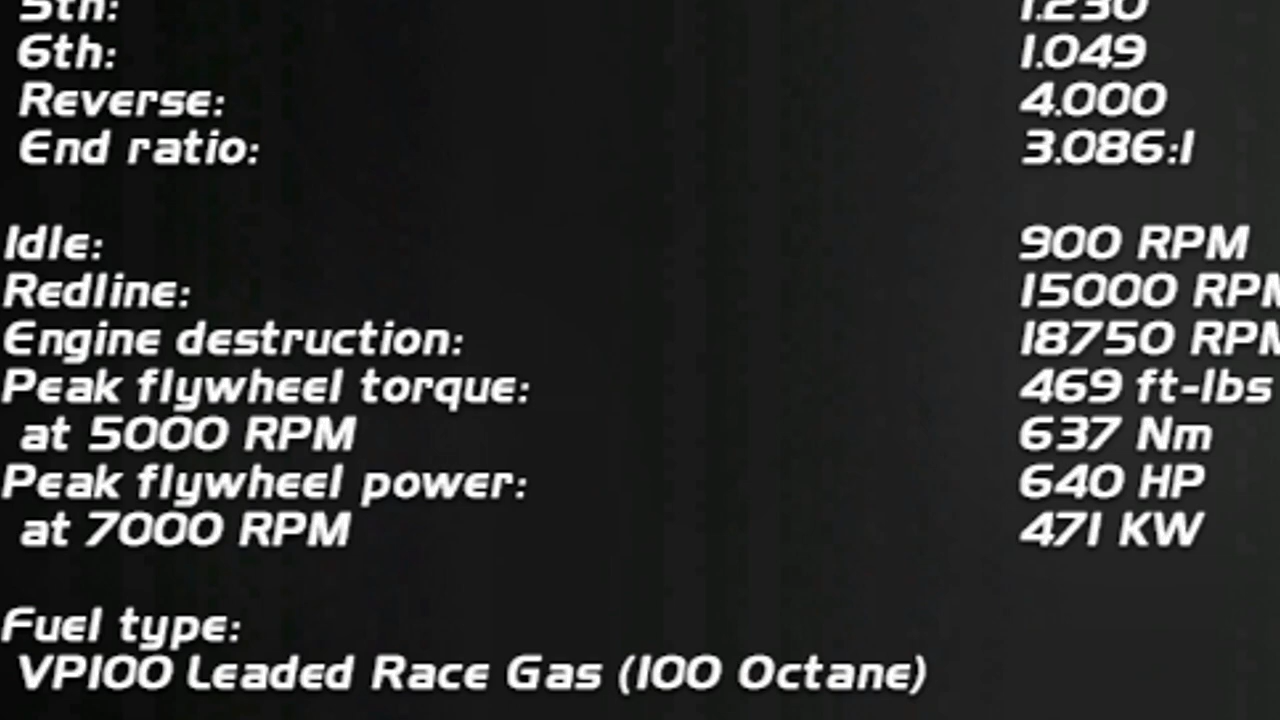 5th: 1.230
6th: 1.049
Reverse: 4.000
End ratio: 3.086:1
Idle: 900 RPM
Redline: 15000 RPM
Engine destruction: 18750 RPM
Peak flywheel torque: 469 ft-lbs
at 5000 RPM 637 Nm
Peak flywheel power: 640 HP
at 7000 RPM 471 KW
Fuel type:
VP100 Leaded Race Gas (100 Octane)